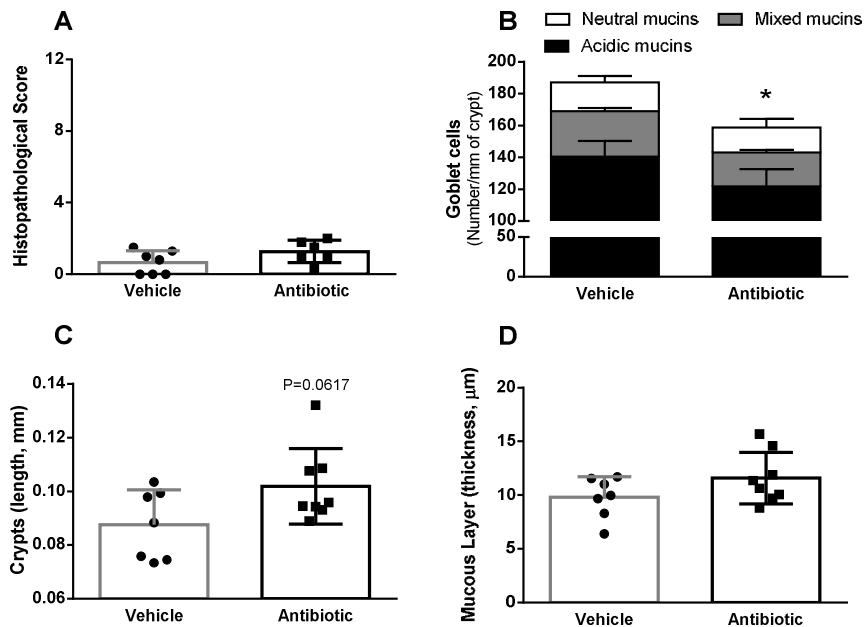 A
Histopathological Score
12
8
4
0
Vehicle
Antibiotic
B
Neutral mucins
Mixed mucins
Acidic mucins
Goblet cells
(Number/mm of crypt)
200
180
160
140
120
100
50
0
*
Vehicle
Antibiotic
C
Crypts (length, mm)
0.14
0.12
0.10
0.08
0.06
P=0.0617
Vehicle
Antibiotic
D
Mucous Layer (thickness, μm)
20
15
10
5
0
Vehicle
Antibiotic